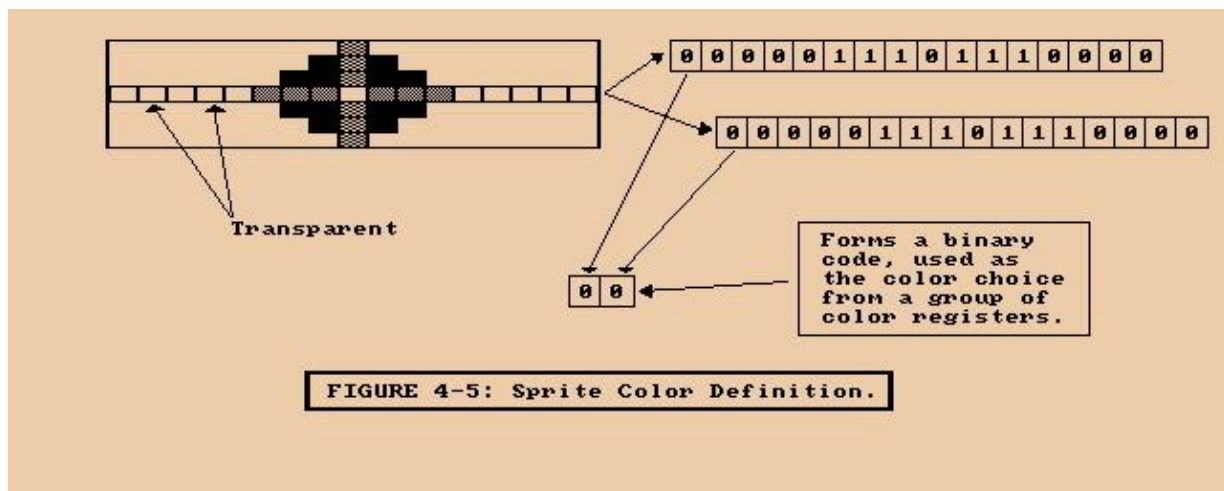 0 0 0 0 0 1 1 1 0 1 1 1 0 0 0 0
0 0 0 0 0 1 1 1 0 1 1 1 0 0 0 0
Transparent
0 0
Forms a binary
code, used as
the color choice
from a group of
color registers.
FIGURE 4-5: Sprite Color Definition.